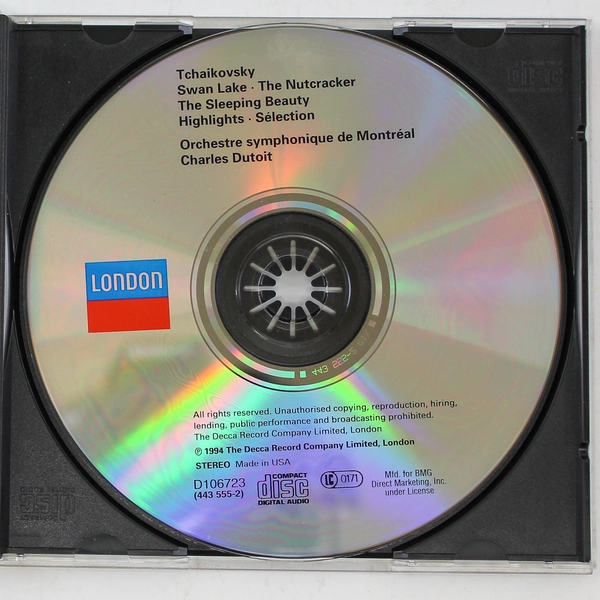 Tchaikovsky
Swan Lake · The Nutcracker
The Sleeping Beauty
Highlights · Sélection
Orchestre symphonique de Montréal
Charles Dutoit
LONDON
All rights reserved. Unauthorised copying, reproduction, hiring,
lending, public performance and broadcasting prohibited.
The Decca Record Company Limited, London
℗ 1994 The Decca Record Company Limited, London
STEREO Made in USA
D106723
(443 555-2)
COMPACT
disc
DIGITAL AUDIO
LC 0171
Mfd. for BMG
Direct Marketing, Inc.
under License
disc